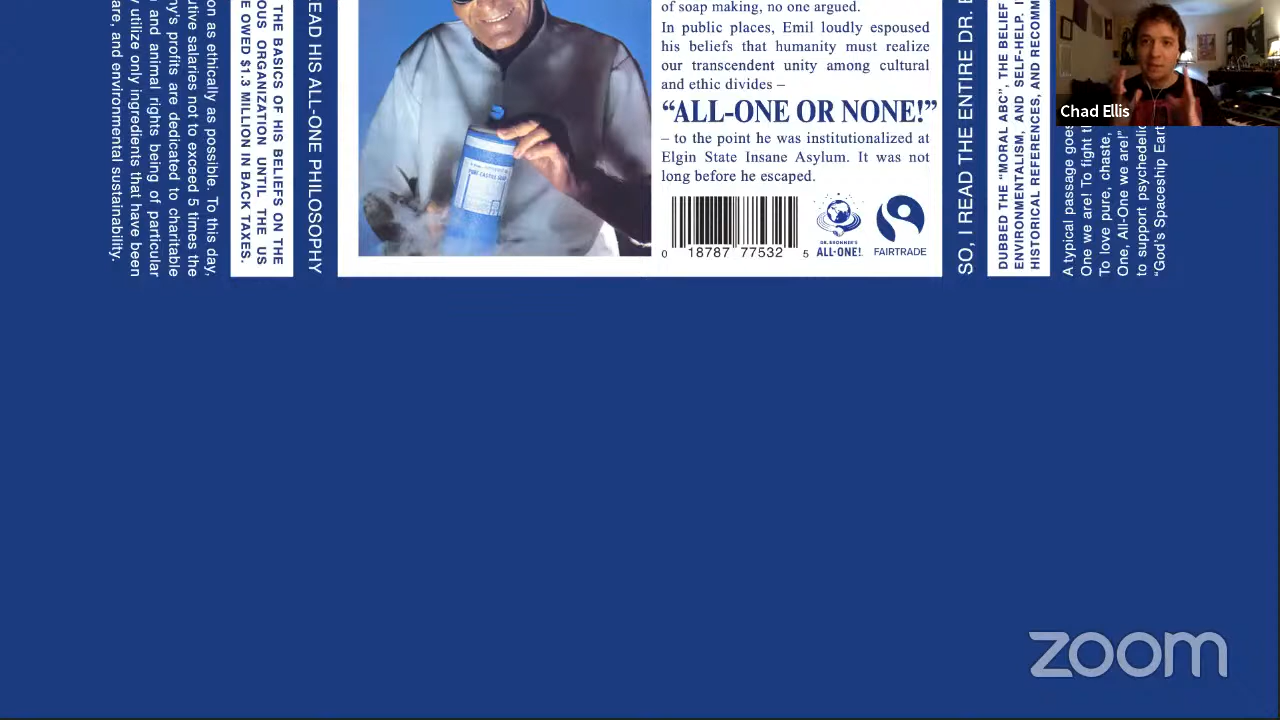 on as ethically as possible. To this day,
utive salaries not to exceed 5 times the
ny's profits are dedicated to charitable
and animal rights being of particular
utilize only ingredients that have been
are, and environmental sustainability.
THE BASICS OF HIS BELIEFS ON THE
OUS ORGANIZATION UNTIL THE US
E OWED $1.3 MILLION IN BACK TAXES.
EAD HIS ALL-ONE PHILOSOPHY
of soap making, no one argued.
In public places, Emil loudly espoused
his beliefs that humanity must realize
our transcendent unity among cultural
and ethic divides –
“ALL-ONE OR NONE!”
– to the point he was institutionalized at
Elgin State Insane Asylum. It was not
long before he escaped.
PURE-CASTILE SOAP
0 18787 77532 5
DR. BRONNER'S
ALL-ONE!
FAIRTRADE
SO, I READ THE ENTIRE DR.
DUBBED THE “MORAL ABC”, THE BELIEF
ENVIRONMENTALISM, AND SELF-HELP.
HISTORICAL REFERENCES, AND RECOMM
A typical passage goes
One we are! To fight
To love pure, chaste,
One, All-One we are!”
to support psychedelic
“God's Spaceship Eart
Chad Ellis
zoom